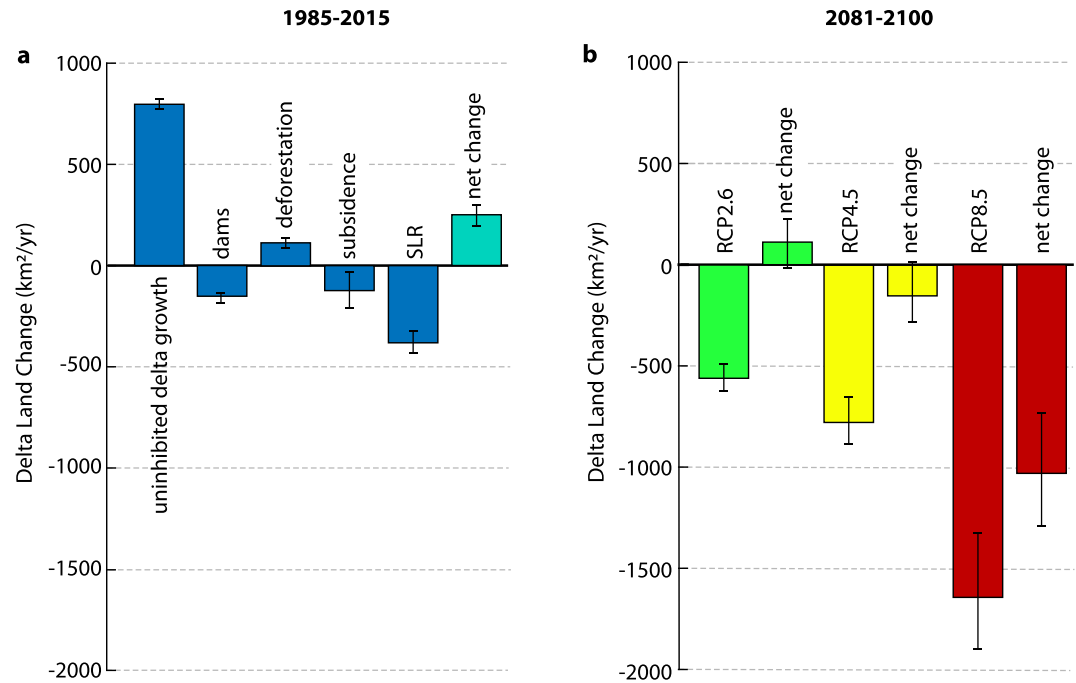 1985-2015
a
Delta Land Change (km²/yr)
1000
500
0
-500
-1000
-1500
-2000
uninhibited delta growth
dams
deforestation
subsidence
SLR
net change
2081-2100
b
Delta Land Change (km²/yr)
1000
500
0
-500
-1000
-1500
-2000
RCP2.6
net change
RCP4.5
net change
RCP8.5
net change